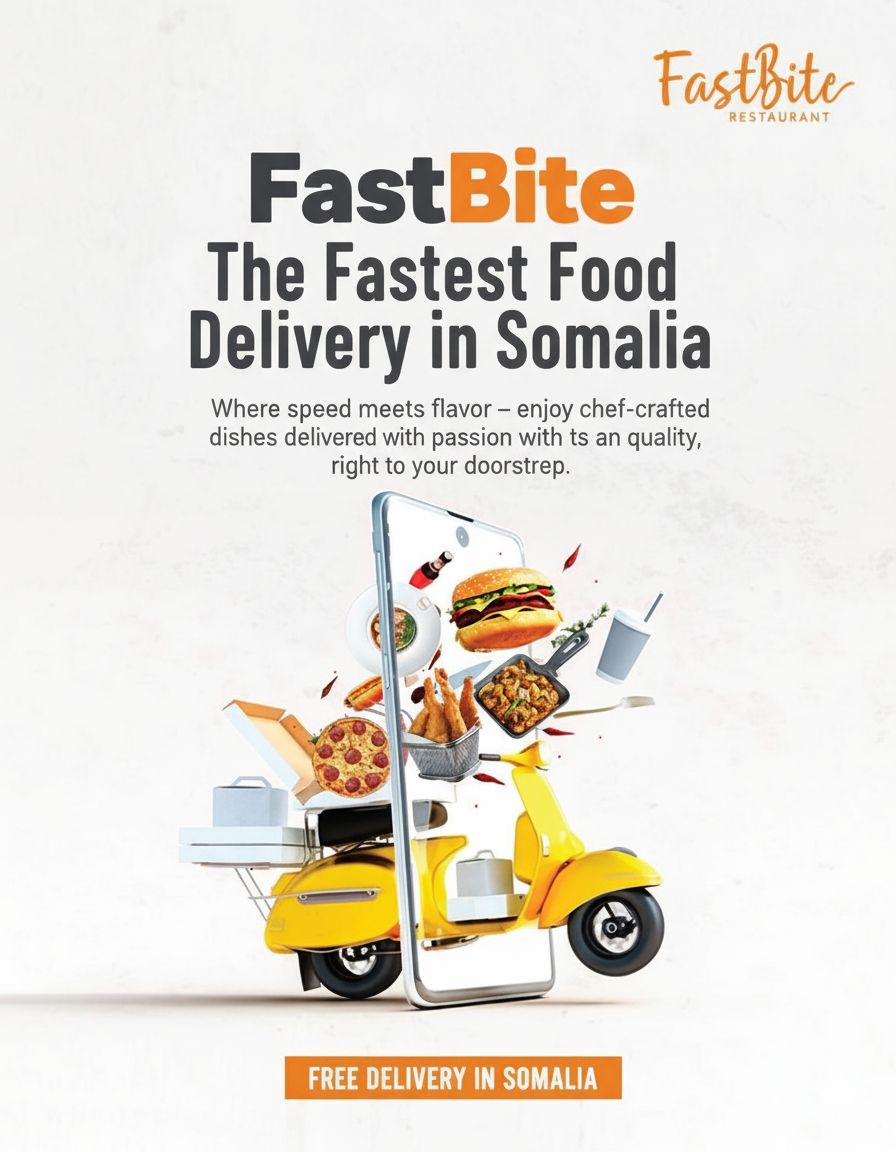 FastBite
RESTAURANT
FastBite
The Fastest Food
Delivery in Somalia
Where speed meets flavor – enjoy chef-crafted
dishes delivered with passion with ts an quality,
right to your doorstrep.
FREE DELIVERY IN SOMALIA